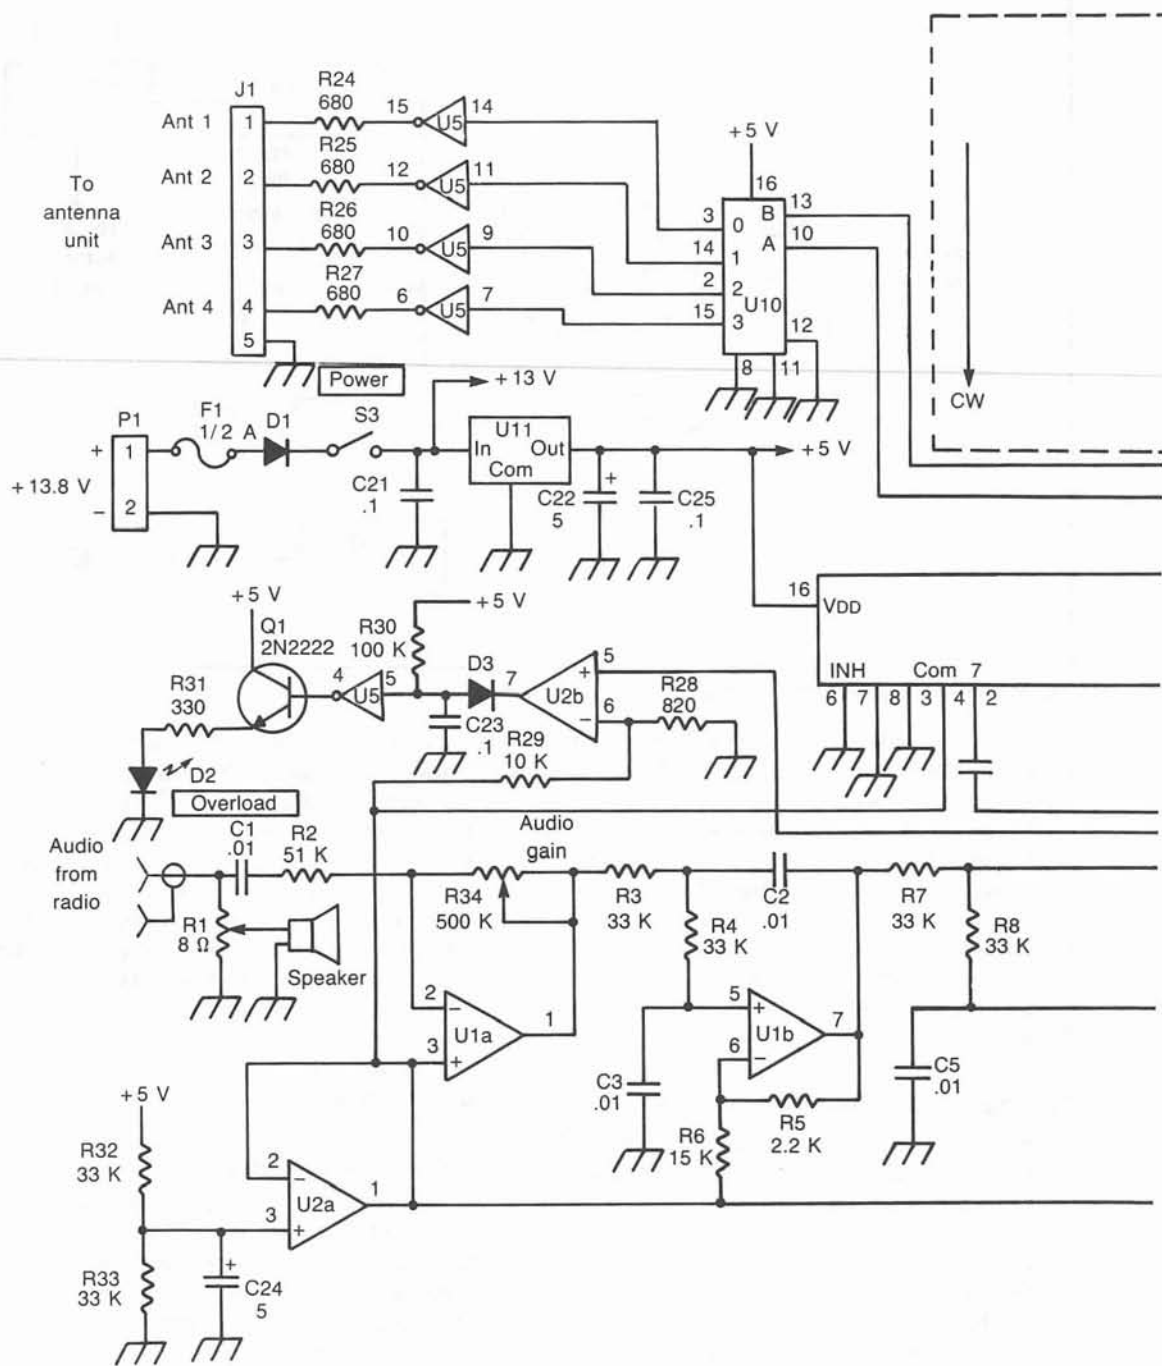 J1
R24
680
15
U5
14
Ant 1
1
R25
680
12
U5
11
Ant 2
2
To
antenna
unit
R26
680
10
U5
9
Ant 3
3
R27
680
6
U5
7
Ant 4
4
5
+5 V
16
3
0
B
13
A
10
14
1
2
2
U10
15
3
12
8
11
CW
Power
+13 V
P1
F1
1/2 A
D1
S3
U11
In
Out
Com
+5 V
+
1
+13.8 V
−
2
C21
.1
C22
5
+
C25
.1
16
VDD
INH
Com
7
6
7
8
3
4
2
+5 V
Q1
2N2222
+5 V
R30
100 K
4
U5
5
D3
7
U2b
+
5
−
6
R28
820
R31
330
C23
.1
R29
10 K
D2
Overload
Audio
from
radio
C1
.01
R2
51 K
Audio
gain
R34
500 K
R3
33 K
C2
.01
R4
33 K
R7
33 K
R8
33 K
R1
8 Ω
Speaker
2
−
U1a
1
3
+
5
+
U1b
7
6
−
C3
.01
C5
.01
R5
2.2 K
R6
15 K
+5 V
R32
33 K
2
−
U2a
1
3
+
R33
33 K
+
C24
5